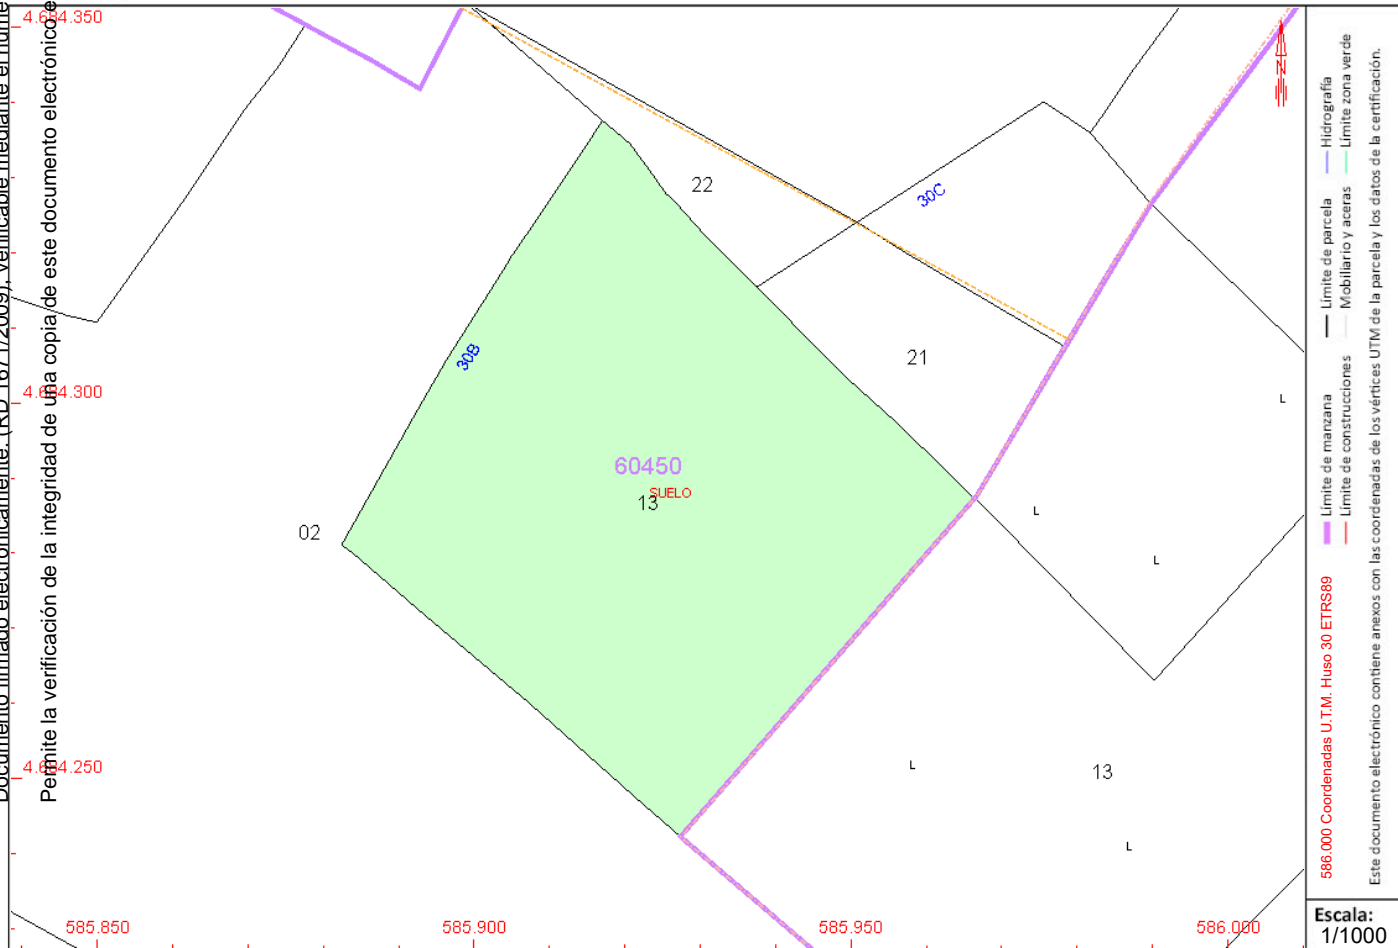 4.684.350
22
30C
30B
21
4.684.300
60450
SUELO
13
02
L
L
L
4.684.250
13
L
L
585.850
585.900
585.950
586.000
Permite la verificación de la integridad de una copia de este documento electrónico e
N
Hidrografía
Límite zona verde
Límite de parcela
Mobiliario y aceras
Límite de manzana
Límite de construcciones
586.000 Coordenadas U.T.M. Huso 30 ETRS89
Este documento electrónico contiene anexos con las coordenadas de los vértices UTM de la parcela y los datos de la certificación.
Escala:
1/1000